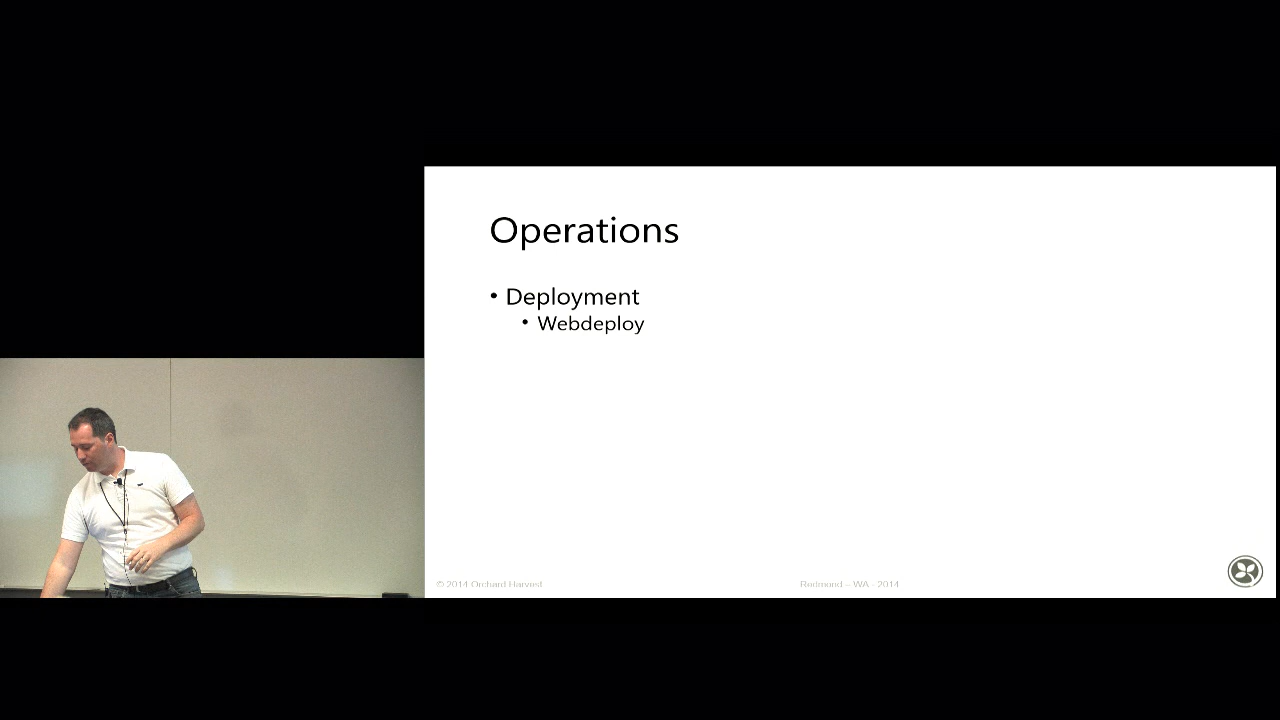 Operations
• Deployment
• Webdeploy
© 2014 Orchard Harvest
Redmond – WA - 2014